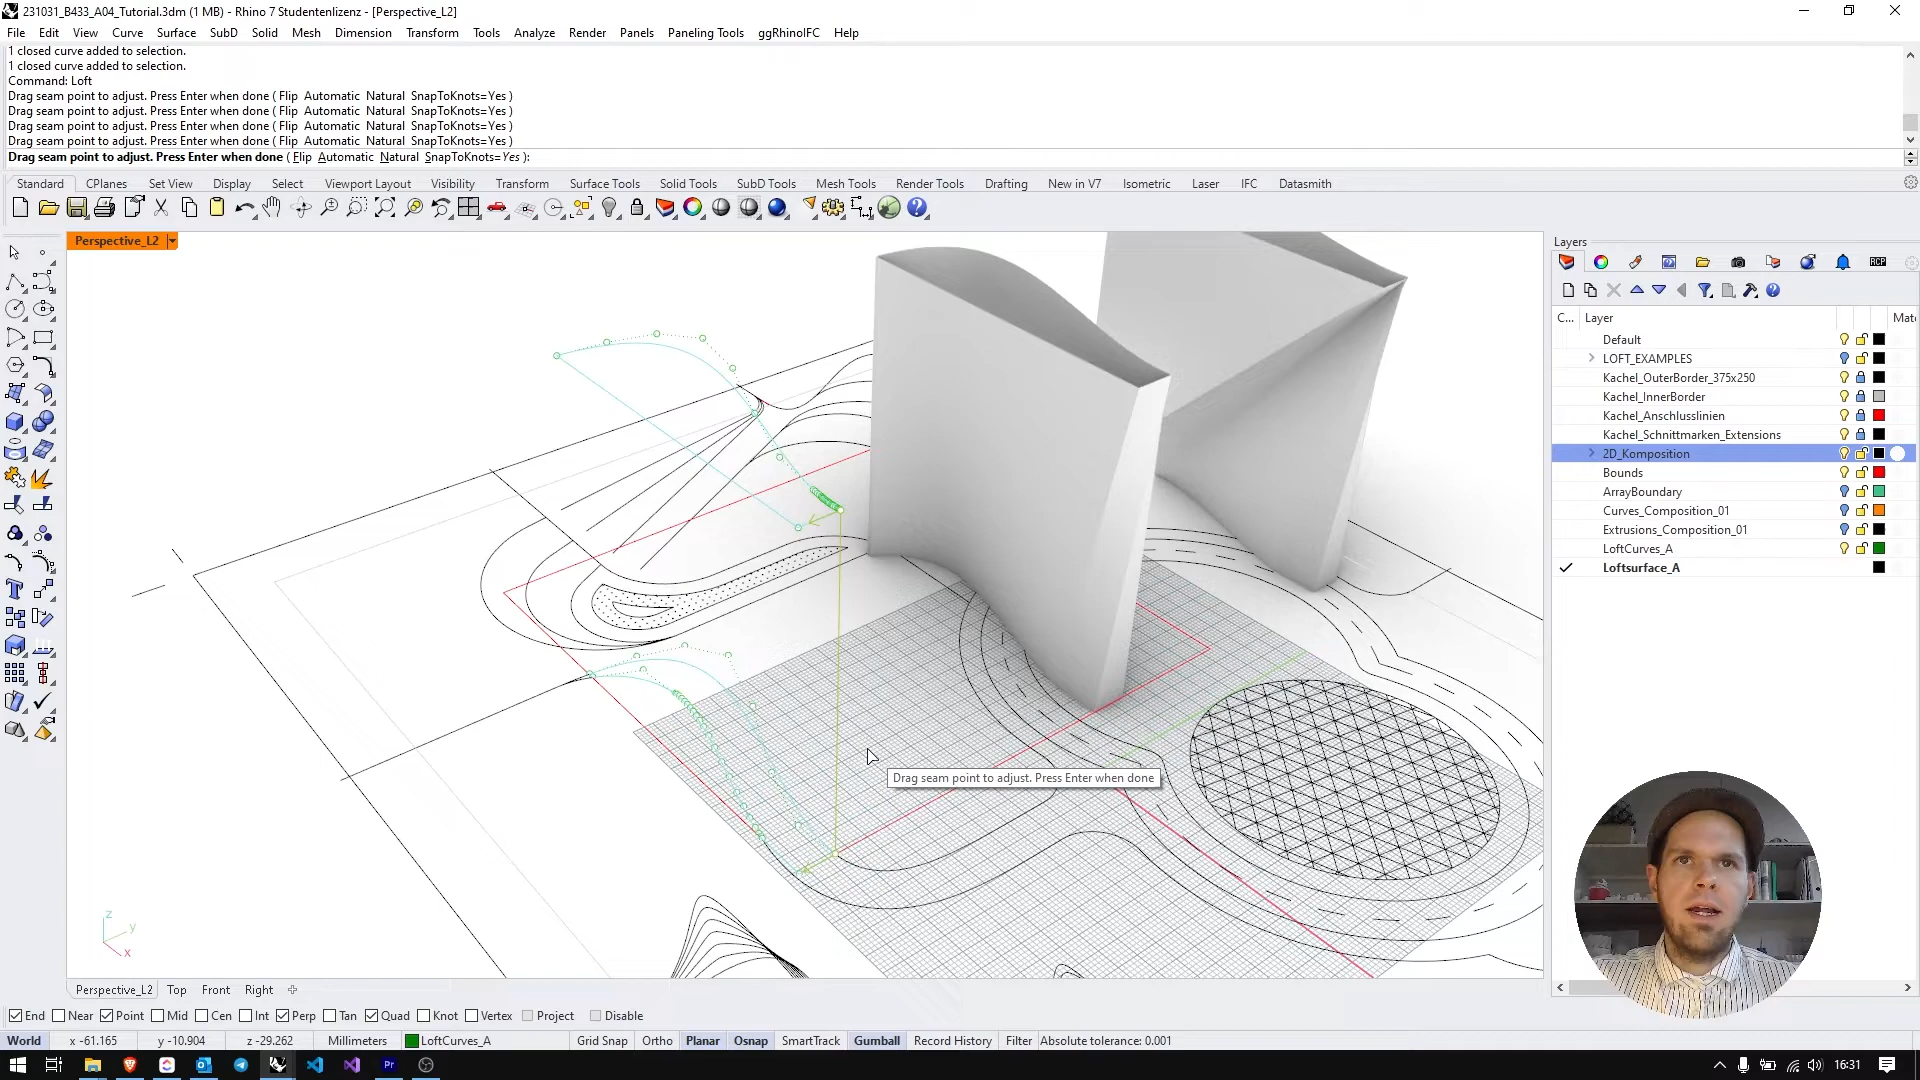 231031_B433_A04_Tutorial.3dm (1 MB) - Rhino 7 Studentenlizenz - [Perspective_L2]
File Edit View Curve Surface SubD Solid Mesh Dimension Transform Tools Analyze Render Panels Paneling Tools ggRhinoIFC Help
1 closed curve added to selection.
1 closed curve added to selection.
Command: Loft
Drag seam point to adjust. Press Enter when done ( Flip Automatic Natural SnapToKnots=Yes )
Drag seam point to adjust. Press Enter when done ( Flip Automatic Natural SnapToKnots=Yes )
Drag seam point to adjust. Press Enter when done ( Flip Automatic Natural SnapToKnots=Yes )
Drag seam point to adjust. Press Enter when done ( Flip Automatic Natural SnapToKnots=Yes )
Drag seam point to adjust. Press Enter when done ( Flip Automatic Natural SnapToKnots=Yes ):
Standard CPlanes Set View Display Select Viewport Layout Visibility Transform Surface Tools Solid Tools SubD Tools Mesh Tools Render Tools Drafting New in V7 Isometric Laser IFC Datasmith
Perspective_L2
Layers
RCP
C... Layer Mate
Default
LOFT_EXAMPLES
Kachel_OuterBorder_375x250
Kachel_InnerBorder
Kachel_Anschlusslinien
Kachel_Schnittmarken_Extensions
2D_Komposition
Bounds
ArrayBoundary
Curves_Composition_01
Extrusions_Composition_01
LoftCurves_A
Loftsurface_A
Drag seam point to adjust. Press Enter when done
z
y
x
Perspective_L2 Top Front Right
End Near Point Mid Cen Int Perp Tan Quad Knot Vertex Project Disable
World x -61.165 y -10.904 z -29.262 Millimeters LoftCurves_A Grid Snap Ortho Planar Osnap SmartTrack Gumball Record History Filter Absolute tolerance: 0.001
Pr
16:31